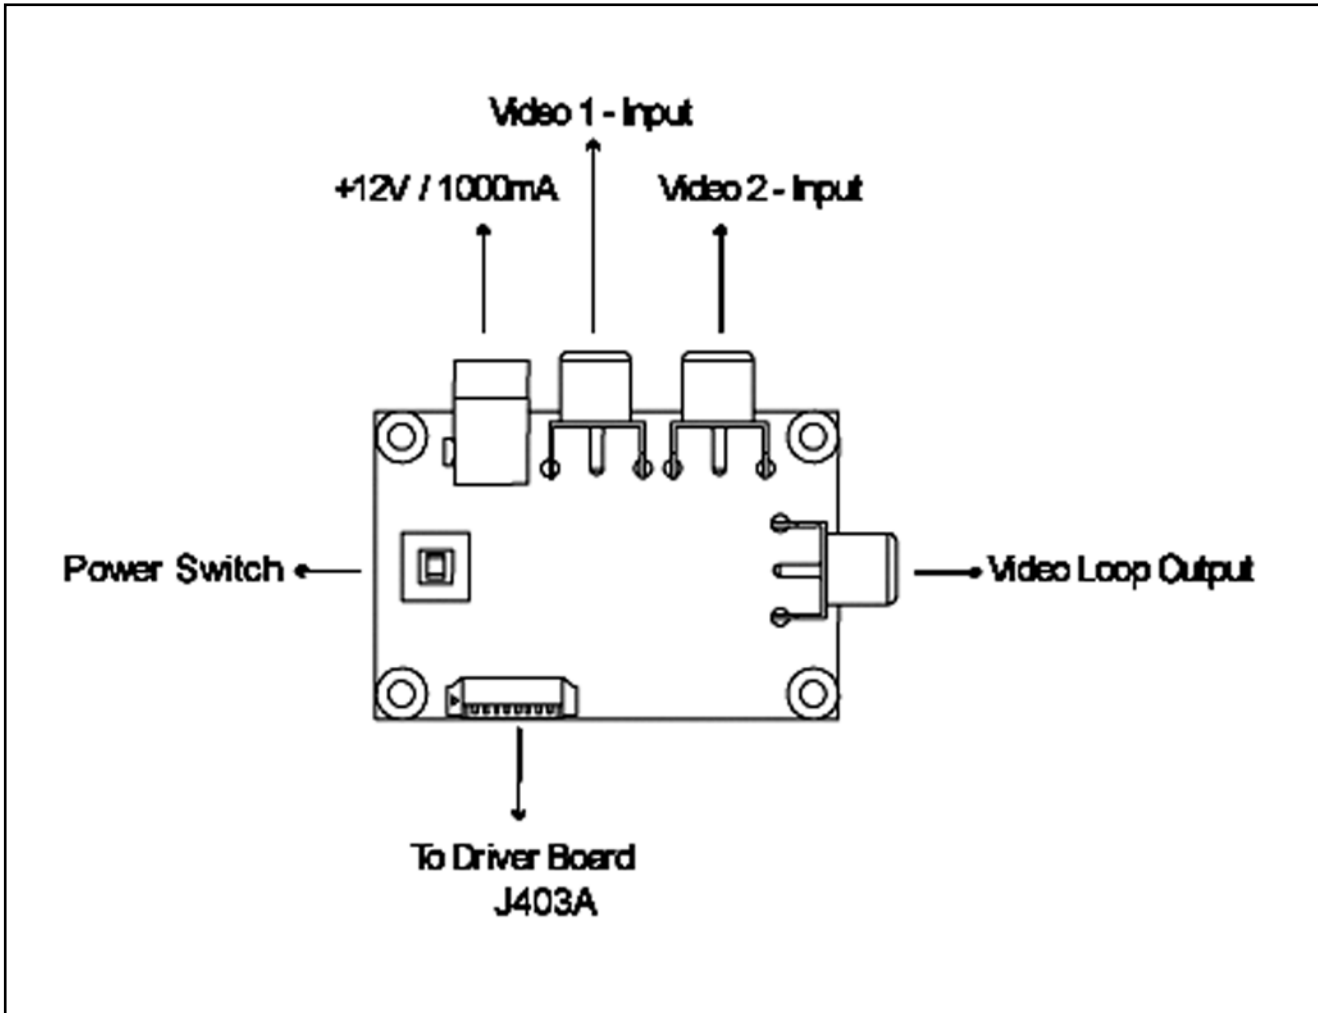 Video 1 - Input
+12V / 1000mA
Video 2 - Input
Power Switch
Video Loop Output
To Driver Board
J403A